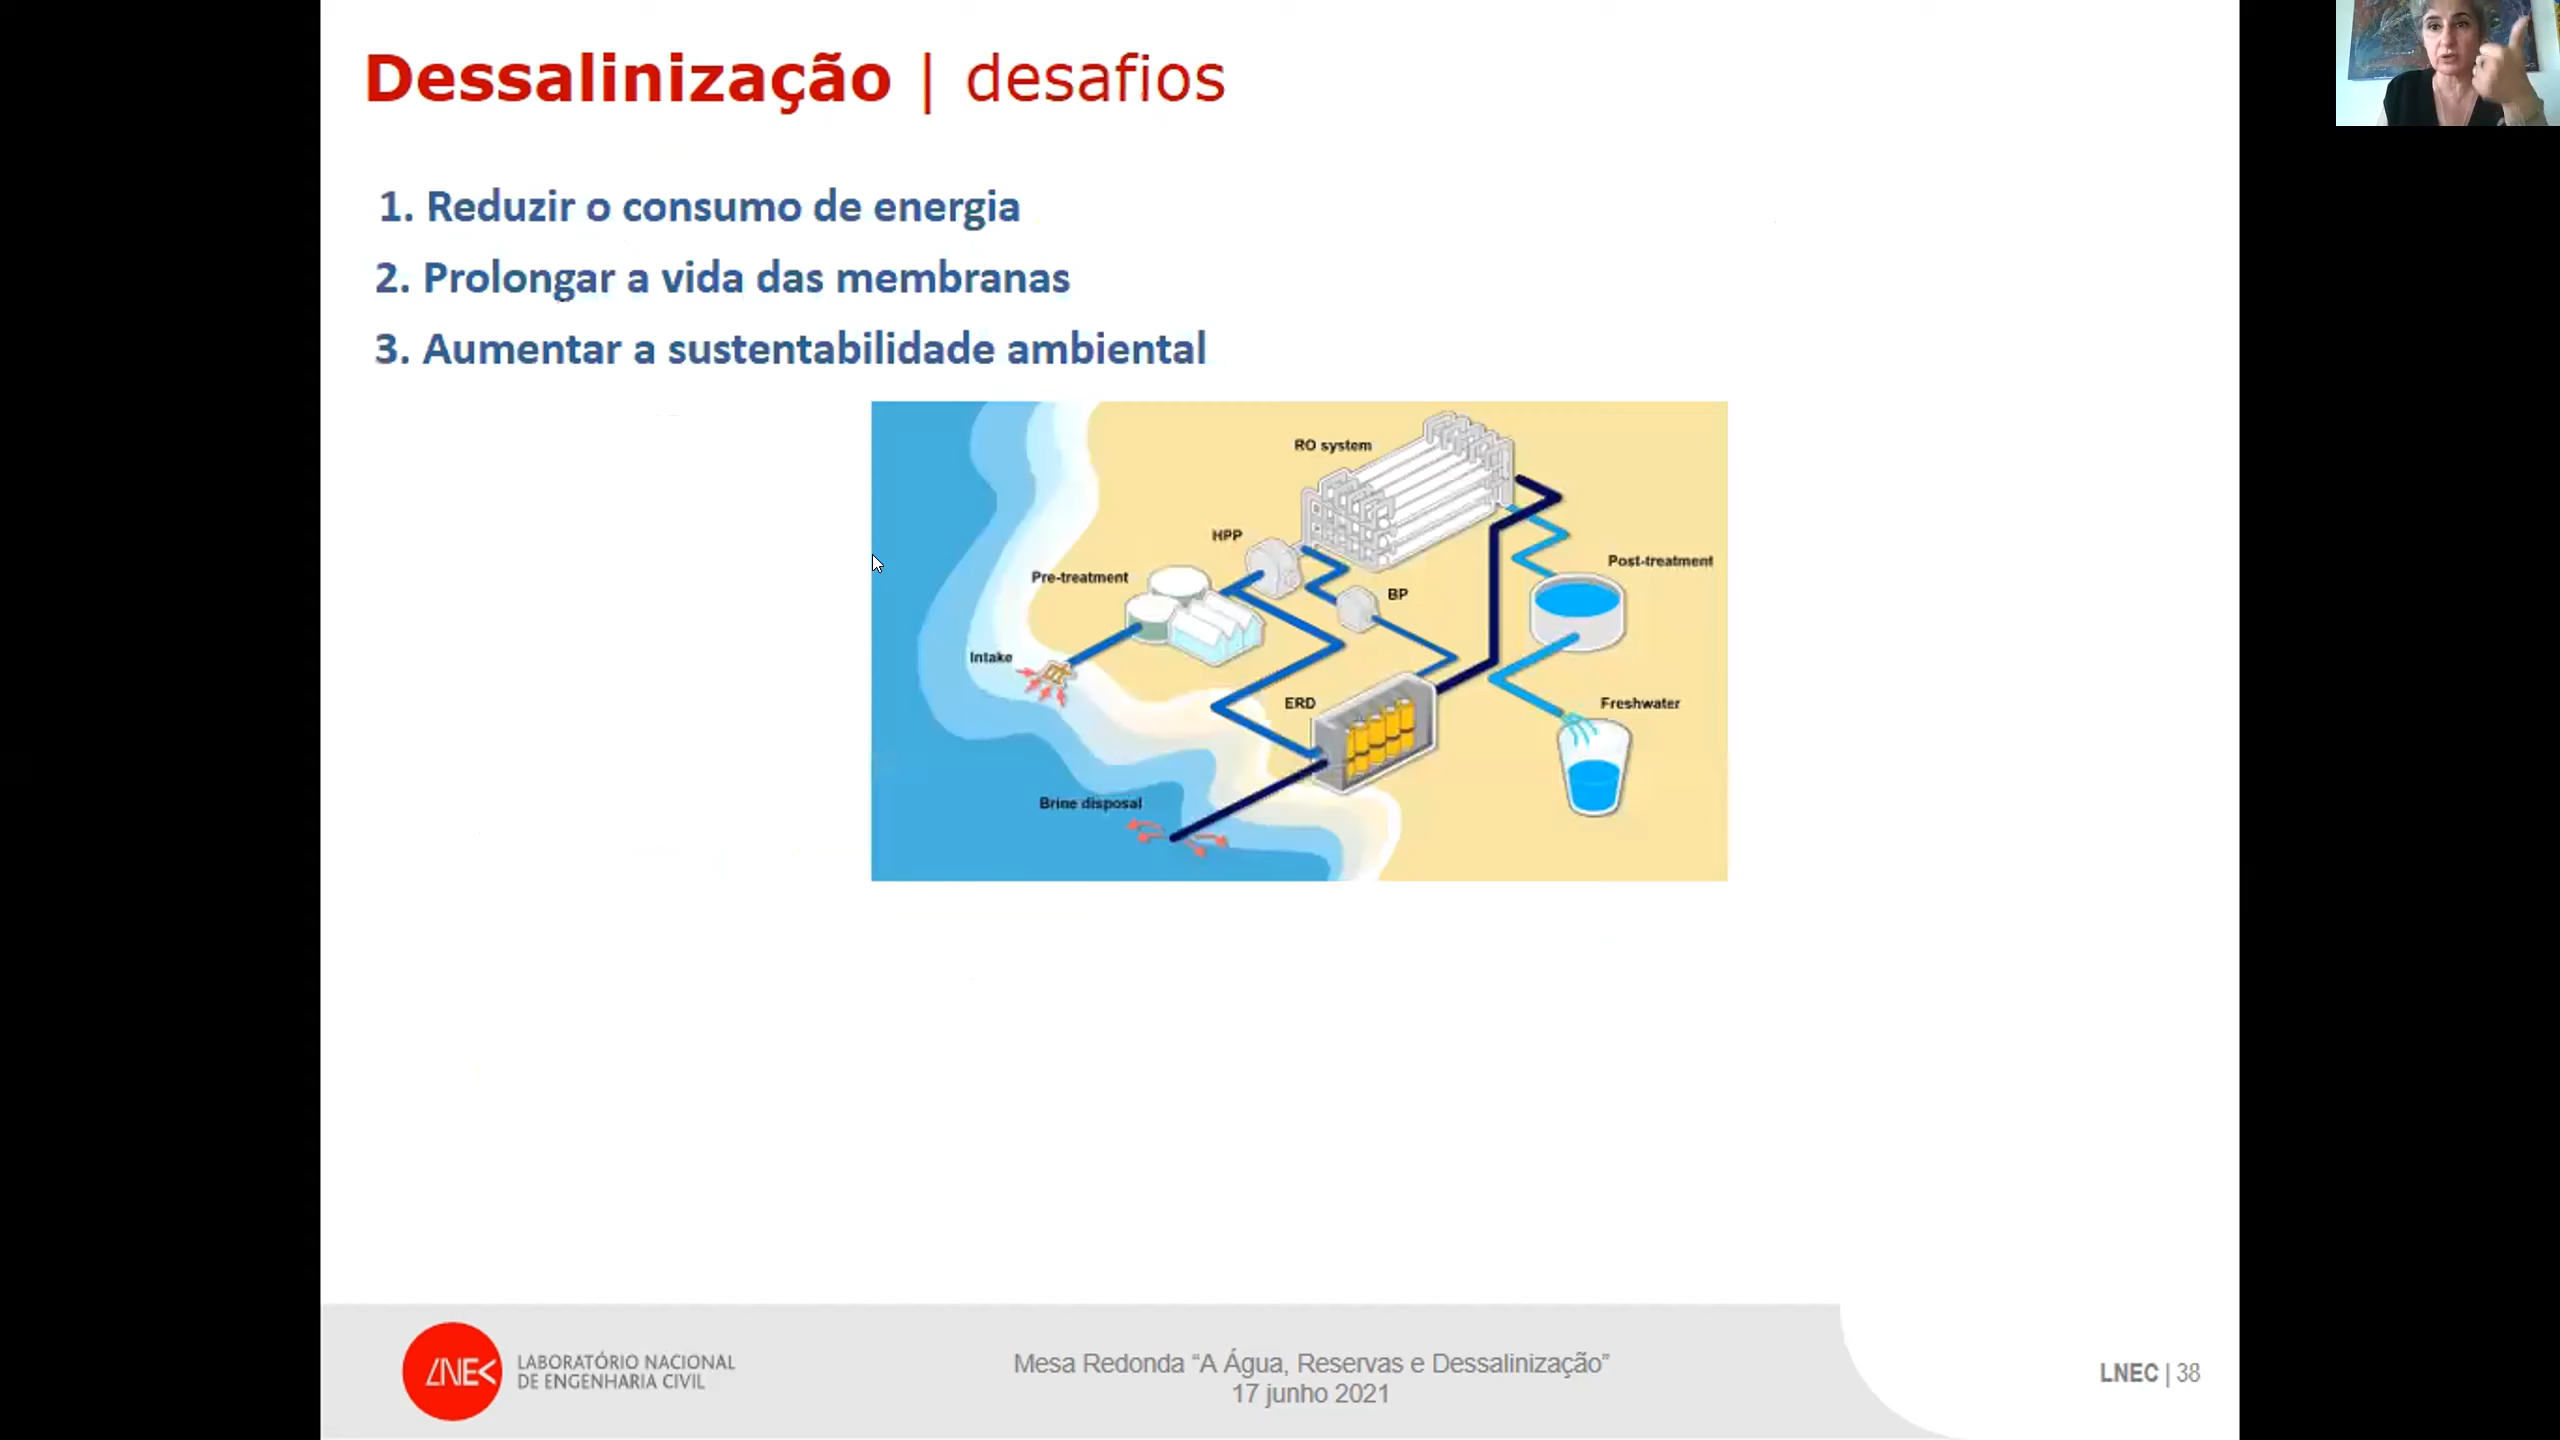 Dessalinização | desafios
1. Reduzir o consumo de energia
2. Prolongar a vida das membranas
3. Aumentar a sustentabilidade ambiental
RO system
HPP
Post-treatment
Pre-treatment
BP
Intake
ERD
Freshwater
Brine disposal
LNEC
LABORATÓRIO NACIONAL
DE ENGENHARIA CIVIL
Mesa Redonda “A Água, Reservas e Dessalinização”
17 junho 2021
LNEC | 38